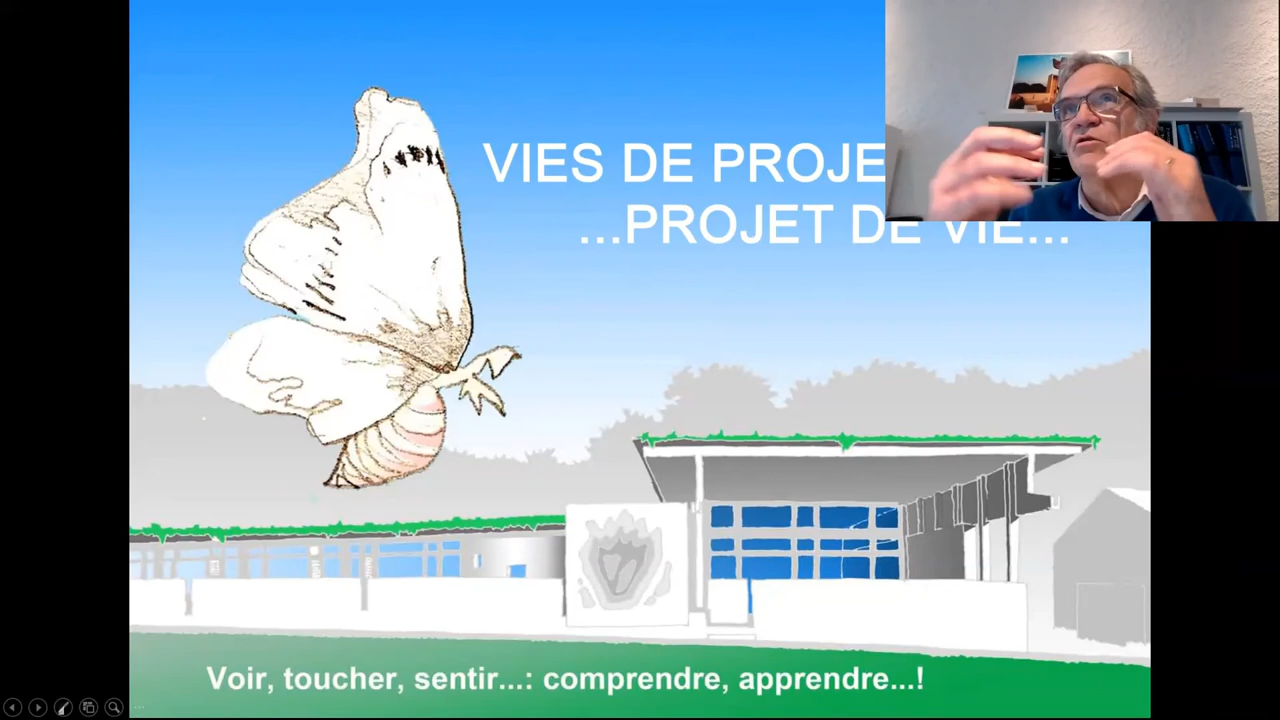 VIES DE PROJE
...PROJET DE VIE...
Voir, toucher, sentir...: comprendre, apprendre...!